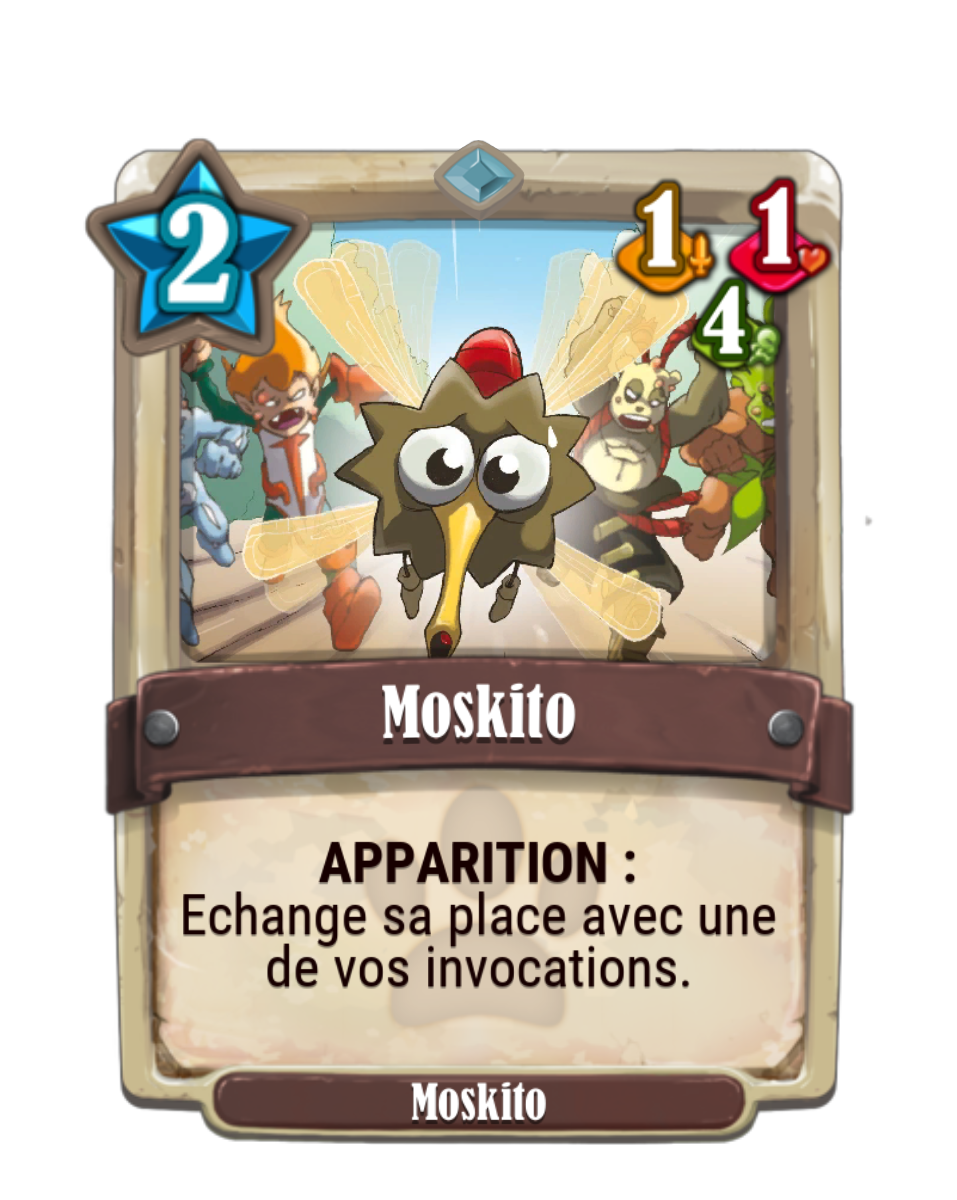 2
1
1
4
Moskito
APPARITION :
Echange sa place avec une
de vos invocations.
Moskito